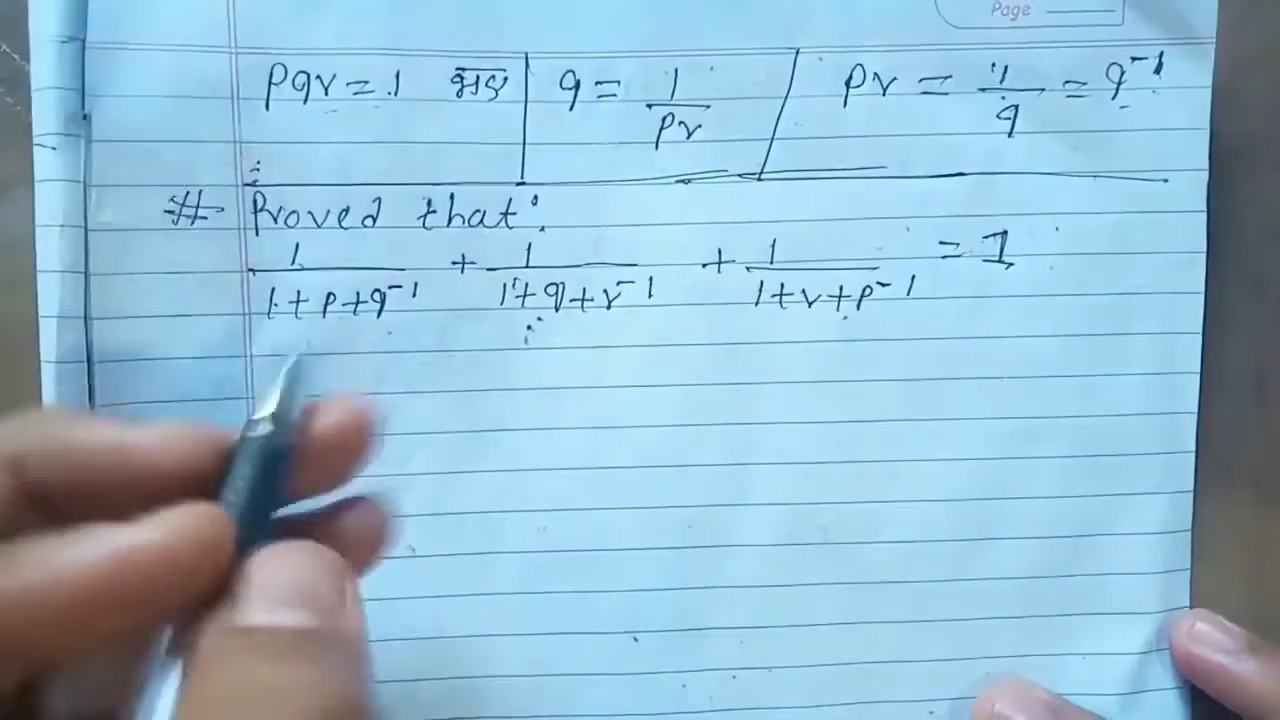 Page
pqr = 1 भए | q = 1/pr / pr = 1/q = q⁻¹
# Proved that:
1/(1+p+q⁻¹) + 1/(1+q+r⁻¹) + 1/(1+r+p⁻¹) = 1